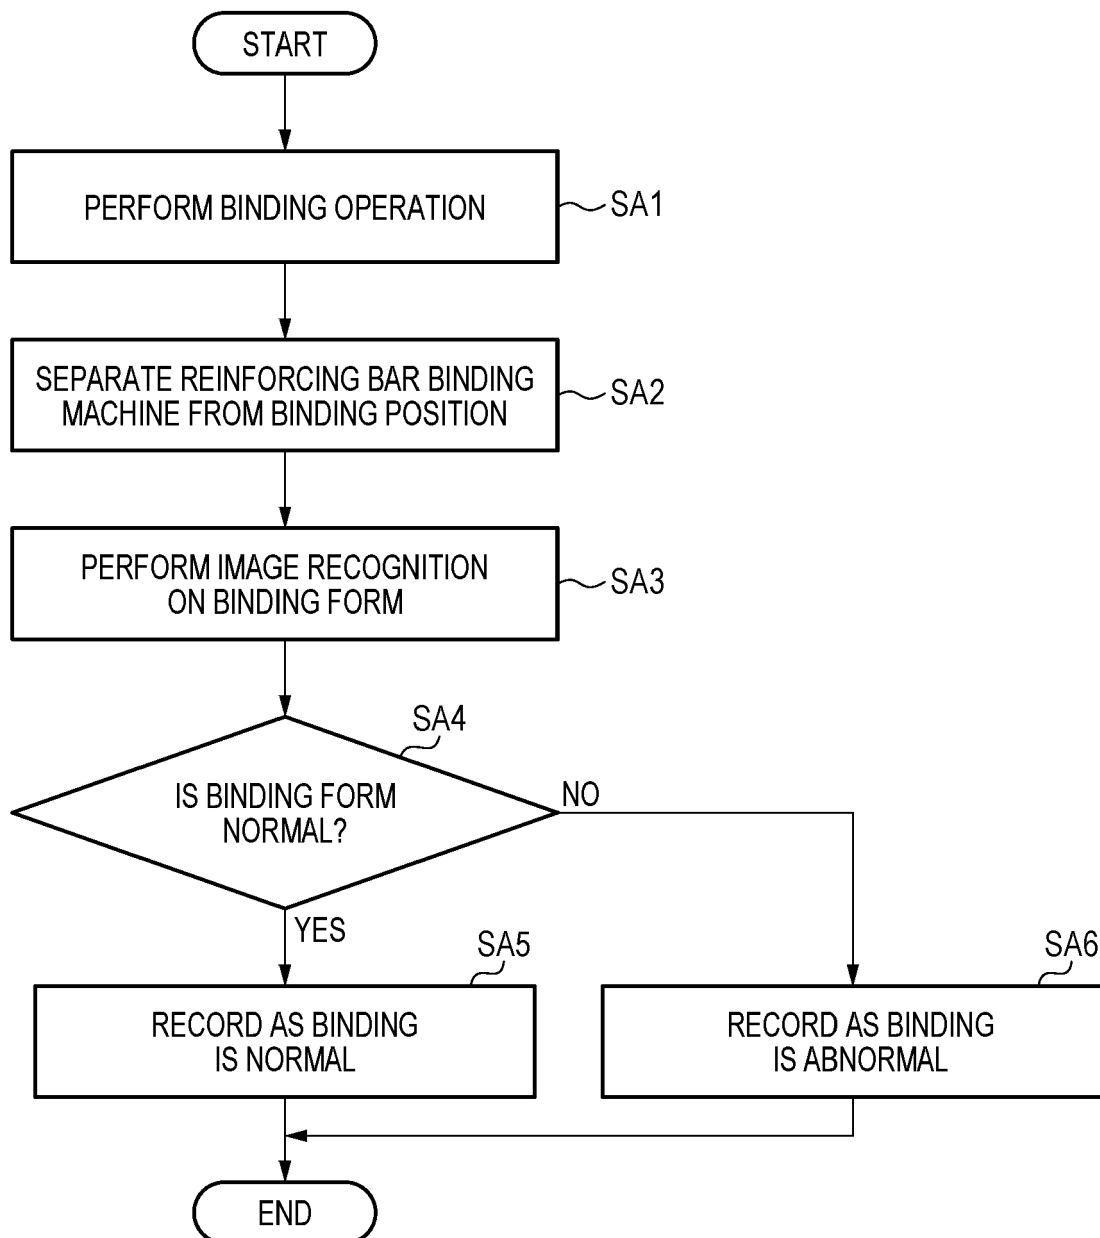 START
PERFORM BINDING OPERATION
SA1
SEPARATE REINFORCING BAR BINDING
MACHINE FROM BINDING POSITION
SA2
PERFORM IMAGE RECOGNITION
ON BINDING FORM
SA3
SA4
IS BINDING FORM
NORMAL?
NO
YES
SA5
RECORD AS BINDING
IS NORMAL
SA6
RECORD AS BINDING
IS ABNORMAL
END